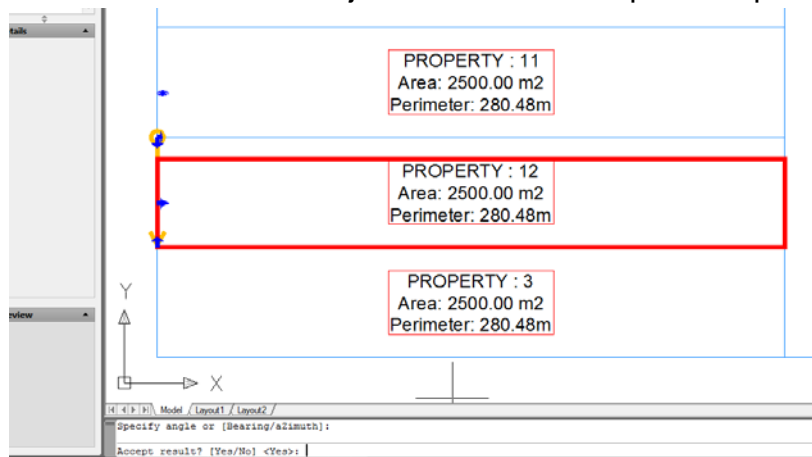 tails
PROPERTY : 11
Area: 2500.00 m2
Perimeter: 280.48m
PROPERTY : 12
Area: 2500.00 m2
Perimeter: 280.48m
PROPERTY : 3
Area: 2500.00 m2
Perimeter: 280.48m
eview
Y
X
Model / Layout1 / Layout2 /
Specify angle or [Bearing/aZimuth]:
Accept result? [Yes/No] <Yes>: